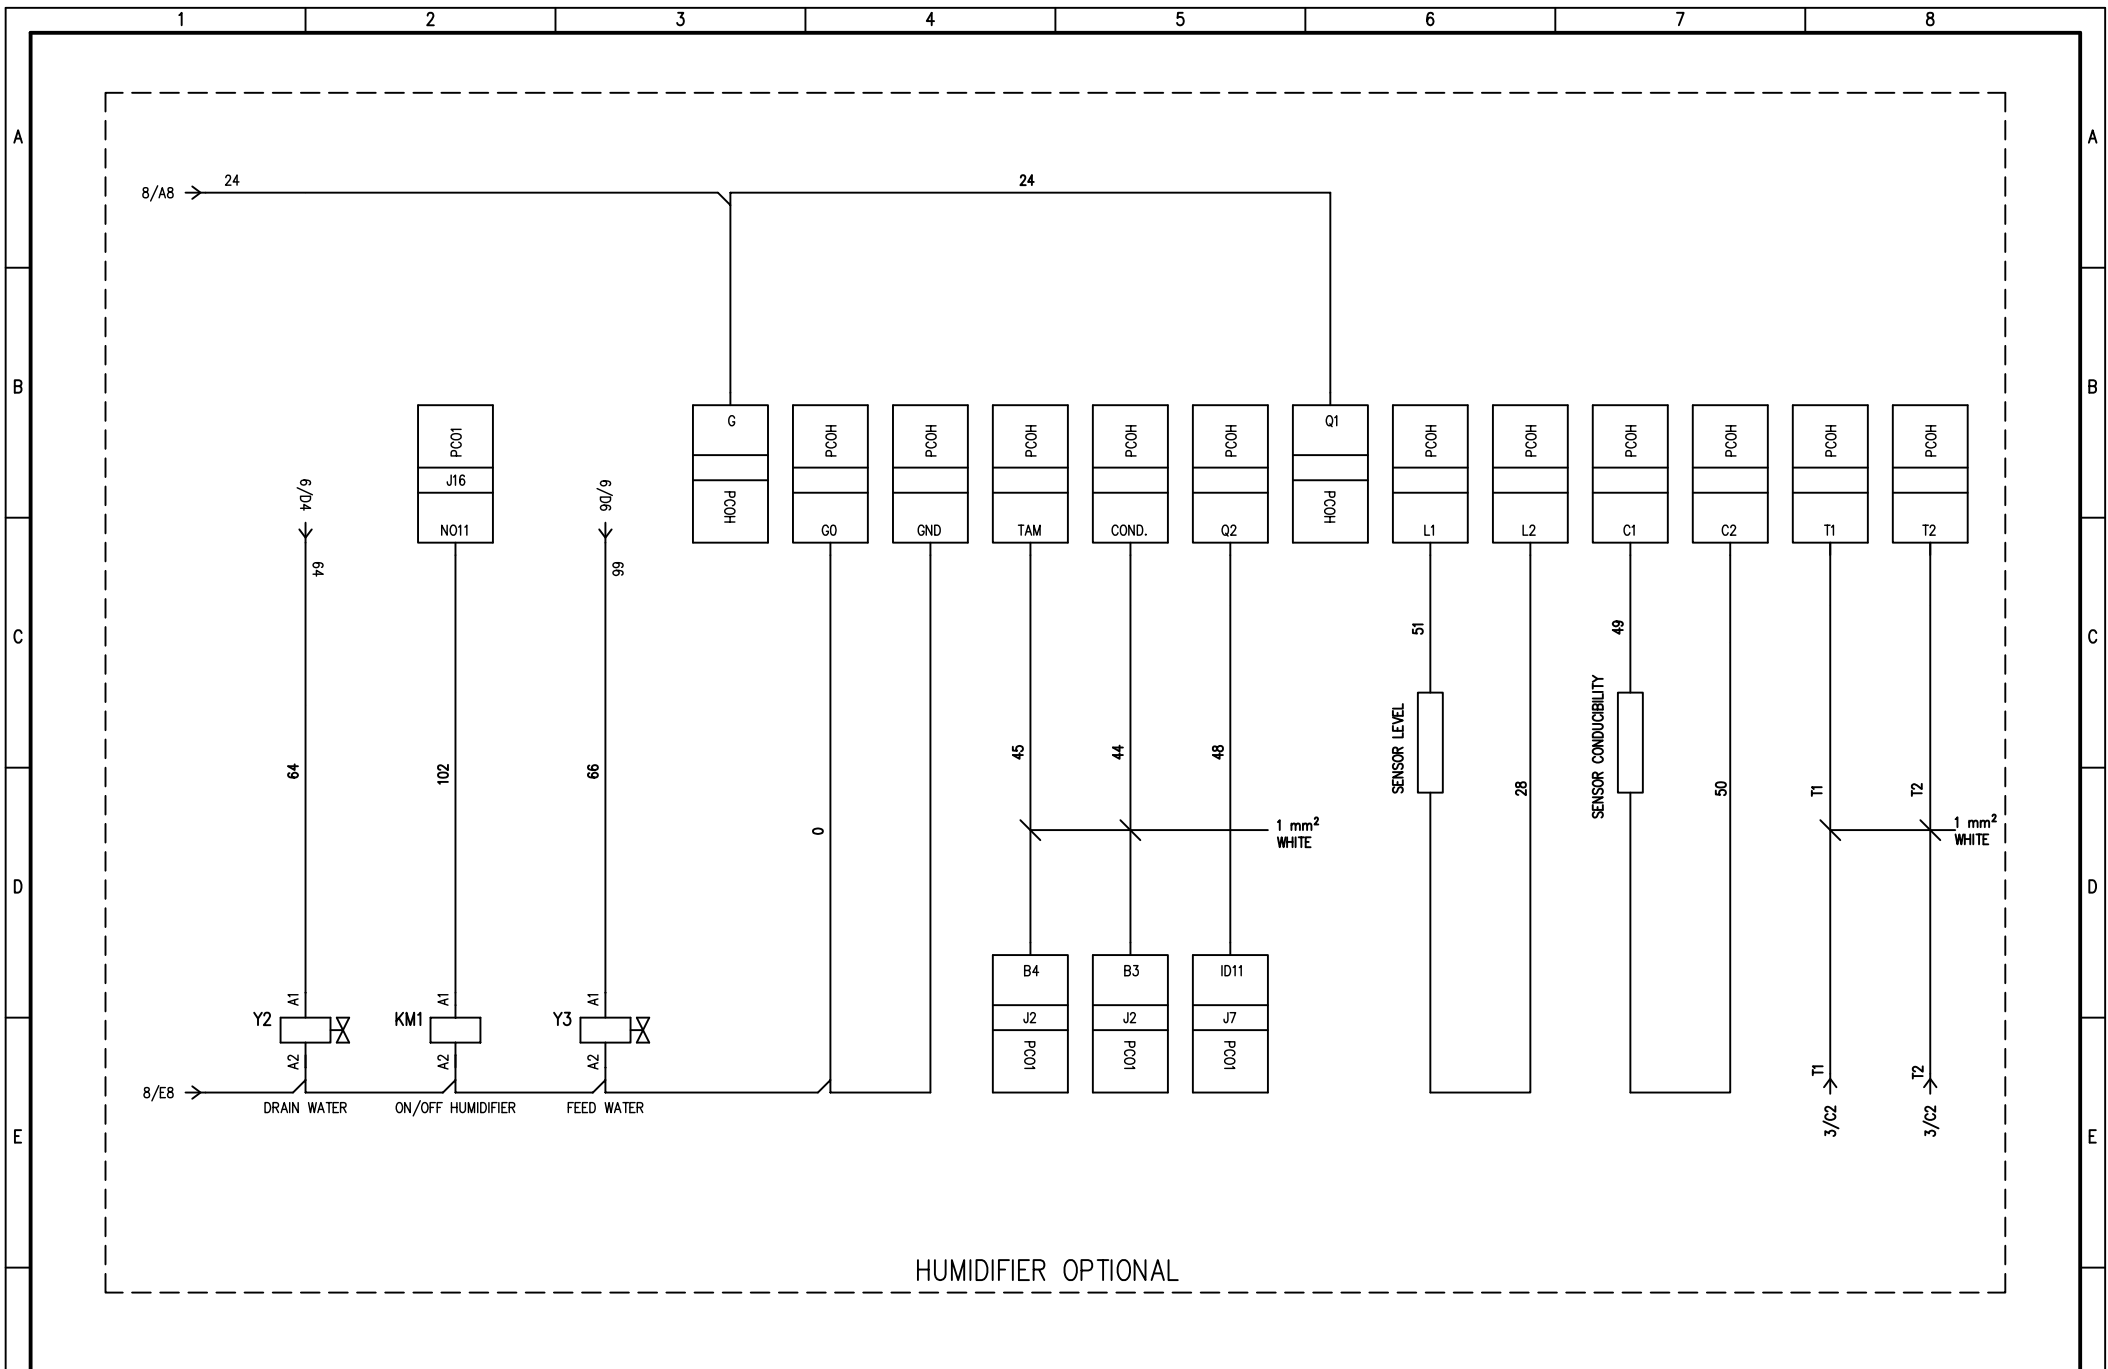 1 2 3 4 5 6 7 8
A A
24 24
8/A8
B B
PCO1 G PCOH PCOH PCOH PCOH PCOH Q1 PCOH PCOH PCOH PCOH PCOH PCOH
6/D4 J16 6/D6 PCOH PCOH
NO11 G0 GND TAM COND. Q2 L1 L2 C1 C2 T1 T2
64 66
C C
51 49
SENSOR LEVEL SENSOR CONDUCIBILITY
64 102 66 45 44 48
28 50 T1 T2
0
1 mm² 1 mm²
WHITE WHITE
D D
B4 B3 ID11
A1 A1 A1
Y2 KM1 Y3 J2 J2 J7
A2 A2 A2 PCO1 PCO1 PCO1
T1 T2
8/E8
DRAIN WATER ON/OFF HUMIDIFIER FEED WATER
3/C2 3/C2
E E
HUMIDIFIER OPTIONAL